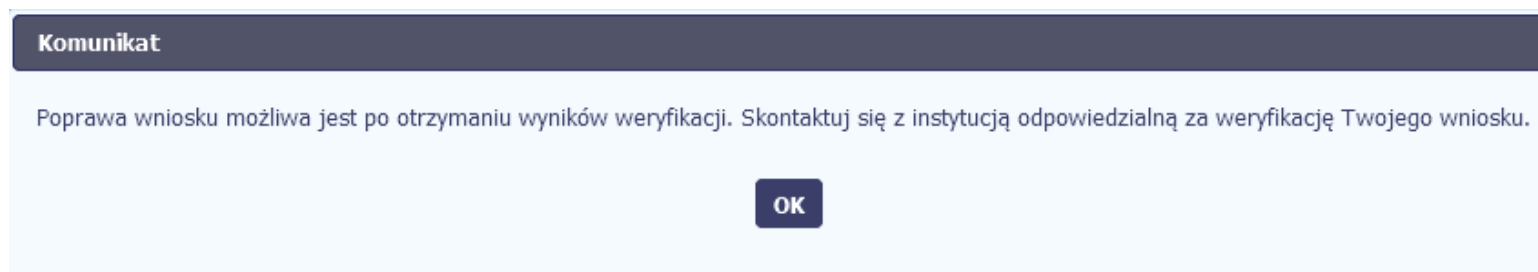 Komunikat
Poprawa wniosku możliwa jest po otrzymaniu wyników weryfikacji. Skontaktuj się z instytucją odpowiedzialną za weryfikację Twojego wniosku.
OK